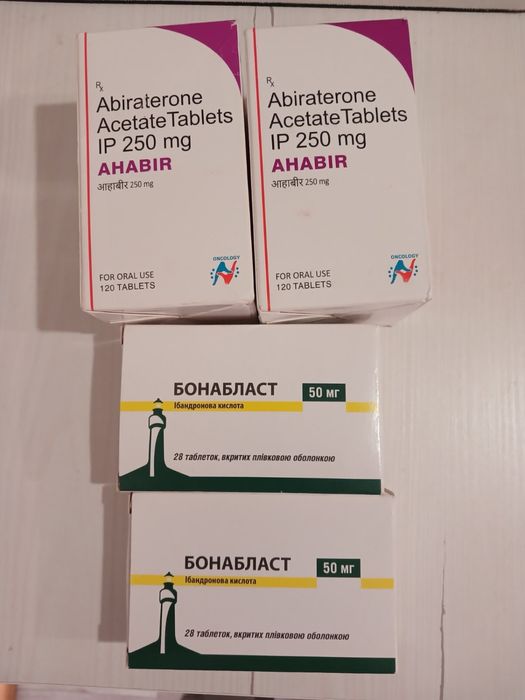 Rx
Abiraterone
Acetate Tablets
IP 250 mg
AHABIR
आहाबीर 250 mg
ONCOLOGY
FOR ORAL USE
120 TABLETS
Rx
Abiraterone
Acetate Tablets
IP 250 mg
AHABIR
आहाबीर 250 mg
ONCOLOGY
FOR ORAL USE
120 TABLETS
БОНАБЛАСТ 50 мг
Ібандронова кислота
28 таблеток, вкритих плівковою оболонкою
БОНАБЛАСТ 50 мг
Ібандронова кислота
28 таблеток, вкритих плівковою оболонкою